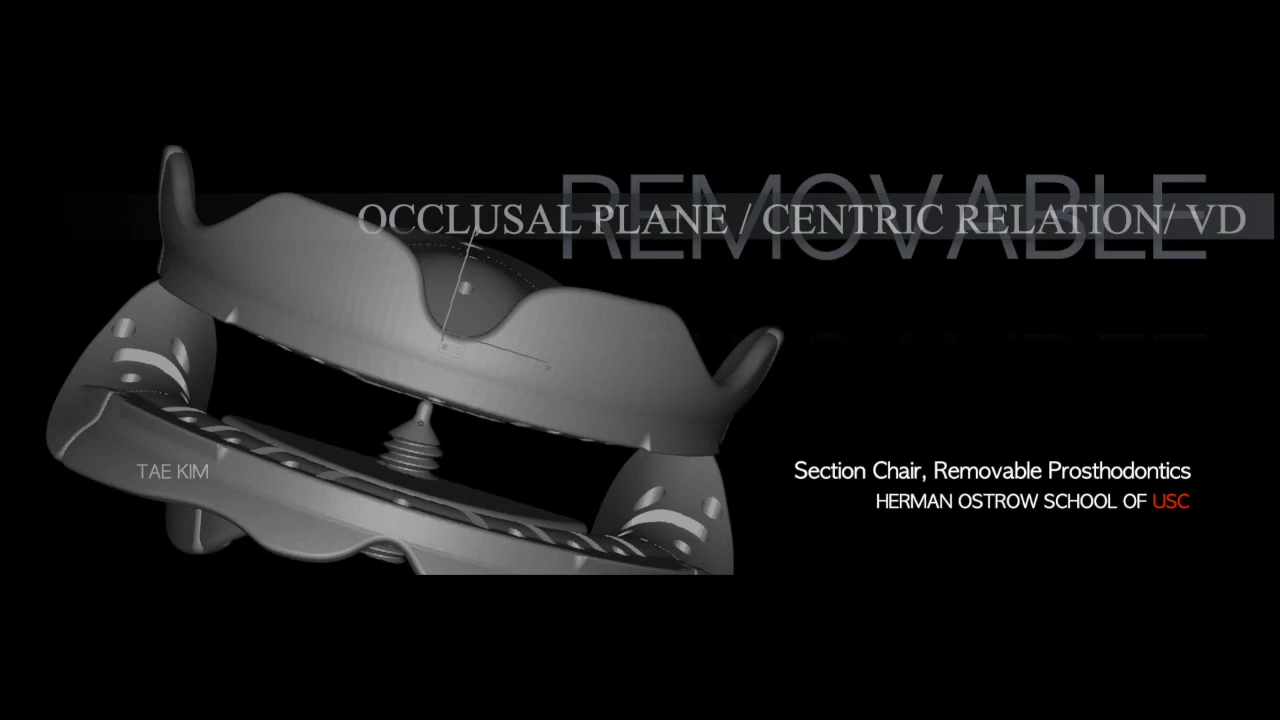 REMOVABLE
OCCLUSAL PLANE / CENTRIC RELATION/ VD
TAE KIM
Section Chair, Removable Prosthodontics
HERMAN OSTROW SCHOOL OF USC